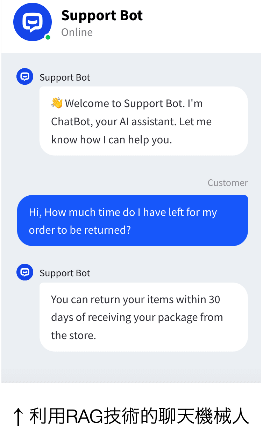 Support Bot
Online
Support Bot
👋 Welcome to Support Bot. I'm
ChatBot, your AI assistant. Let me
know how I can help you.
Customer
Hi, How much time do I have left for my
order to be returned?
Support Bot
You can return your items within 30
days of receiving your package from
the store.
↑ 利用RAG技術的聊天機械人